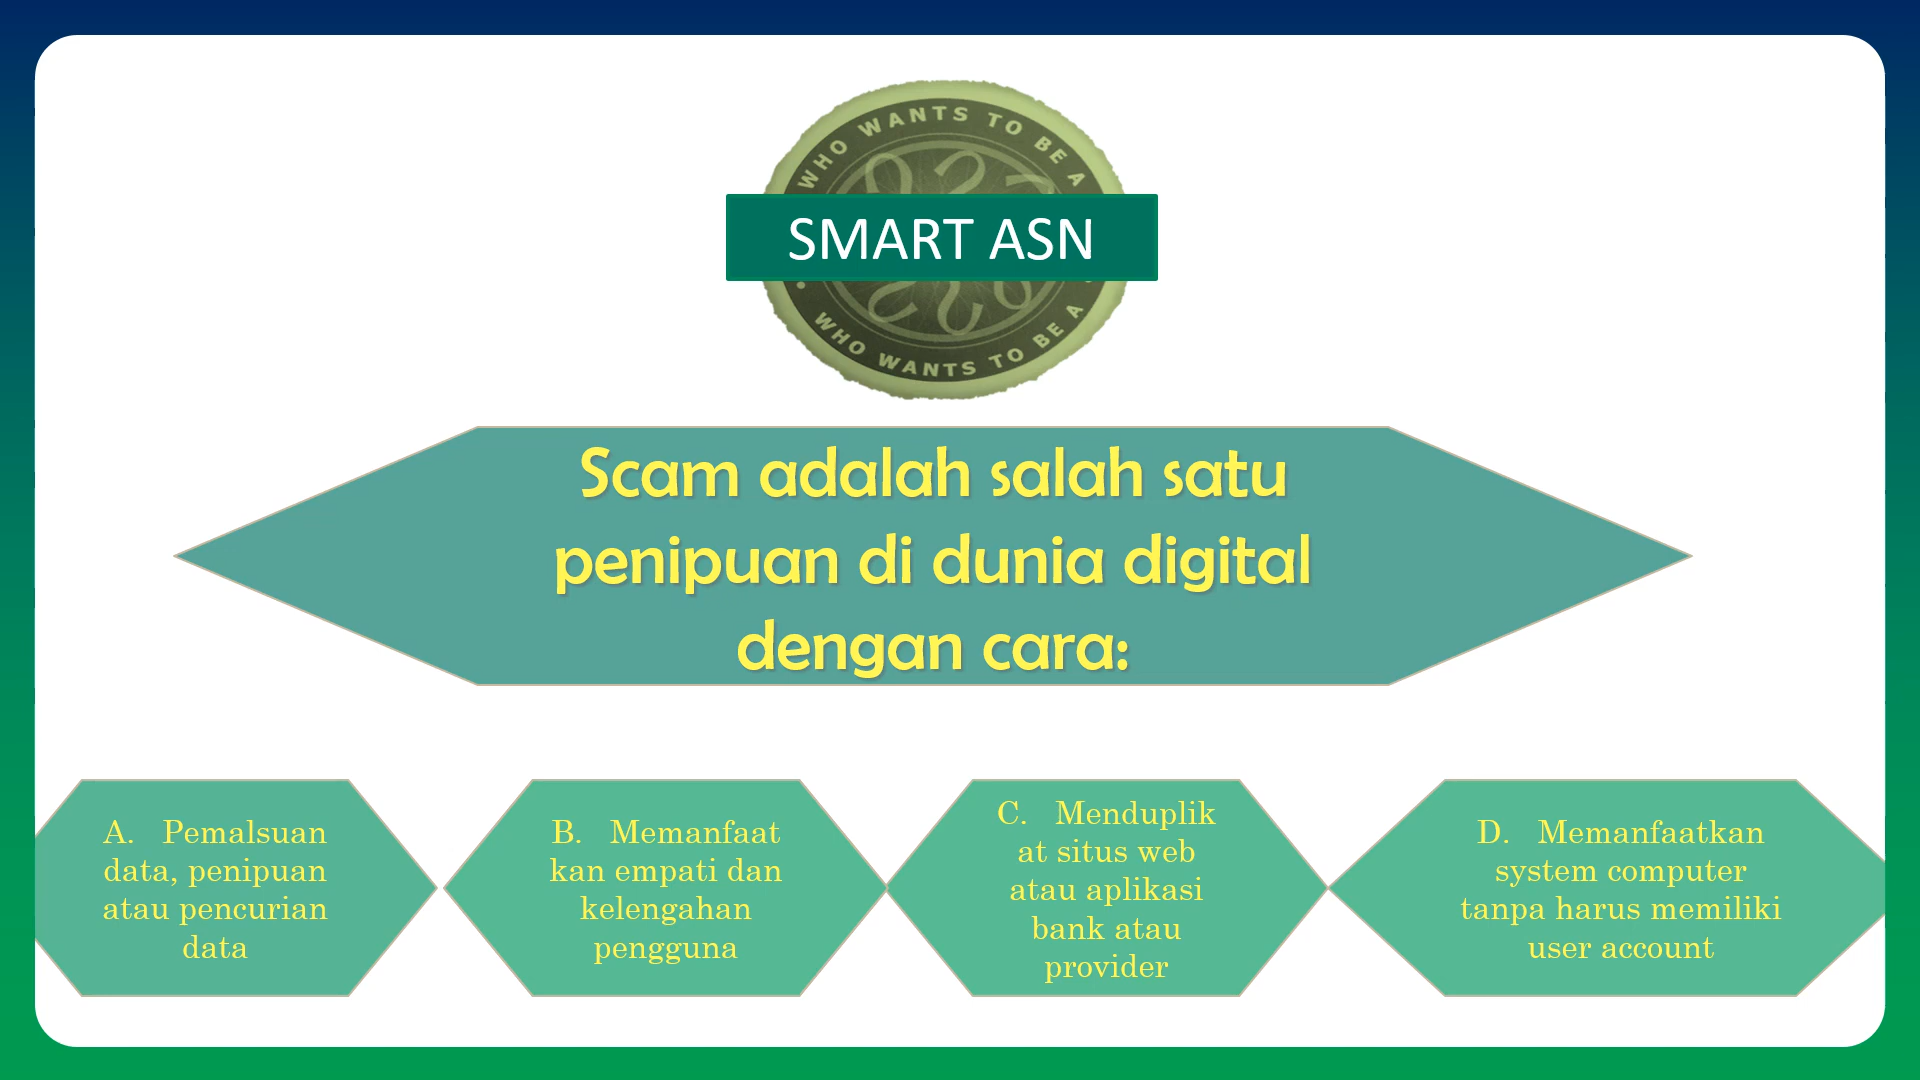 WHO WANTS TO BE A
SMART ASN
WHO WANTS TO BE A
Scam adalah salah satu
penipuan di dunia digital
dengan cara:
A. Pemalsuan
data, penipuan
atau pencurian
data
B. Memanfaat
kan empati dan
kelengahan
pengguna
C. Menduplik
at situs web
atau aplikasi
bank atau
provider
D. Memanfaatkan
system computer
tanpa harus memiliki
user account